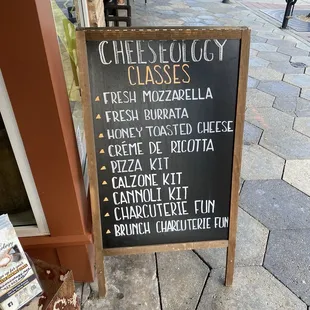 CHEESEOLOGY
CLASSES
FRESH MOZZARELLA
FRESH BURRATA
HONEY TOASTED CHEESE
CRÉME DE RICOTTA
PIZZA KIT
CALZONE KIT
CANNOLI KIT
CHARCUTERIE FUN
BRUNCH CHARCUTERIE FUN